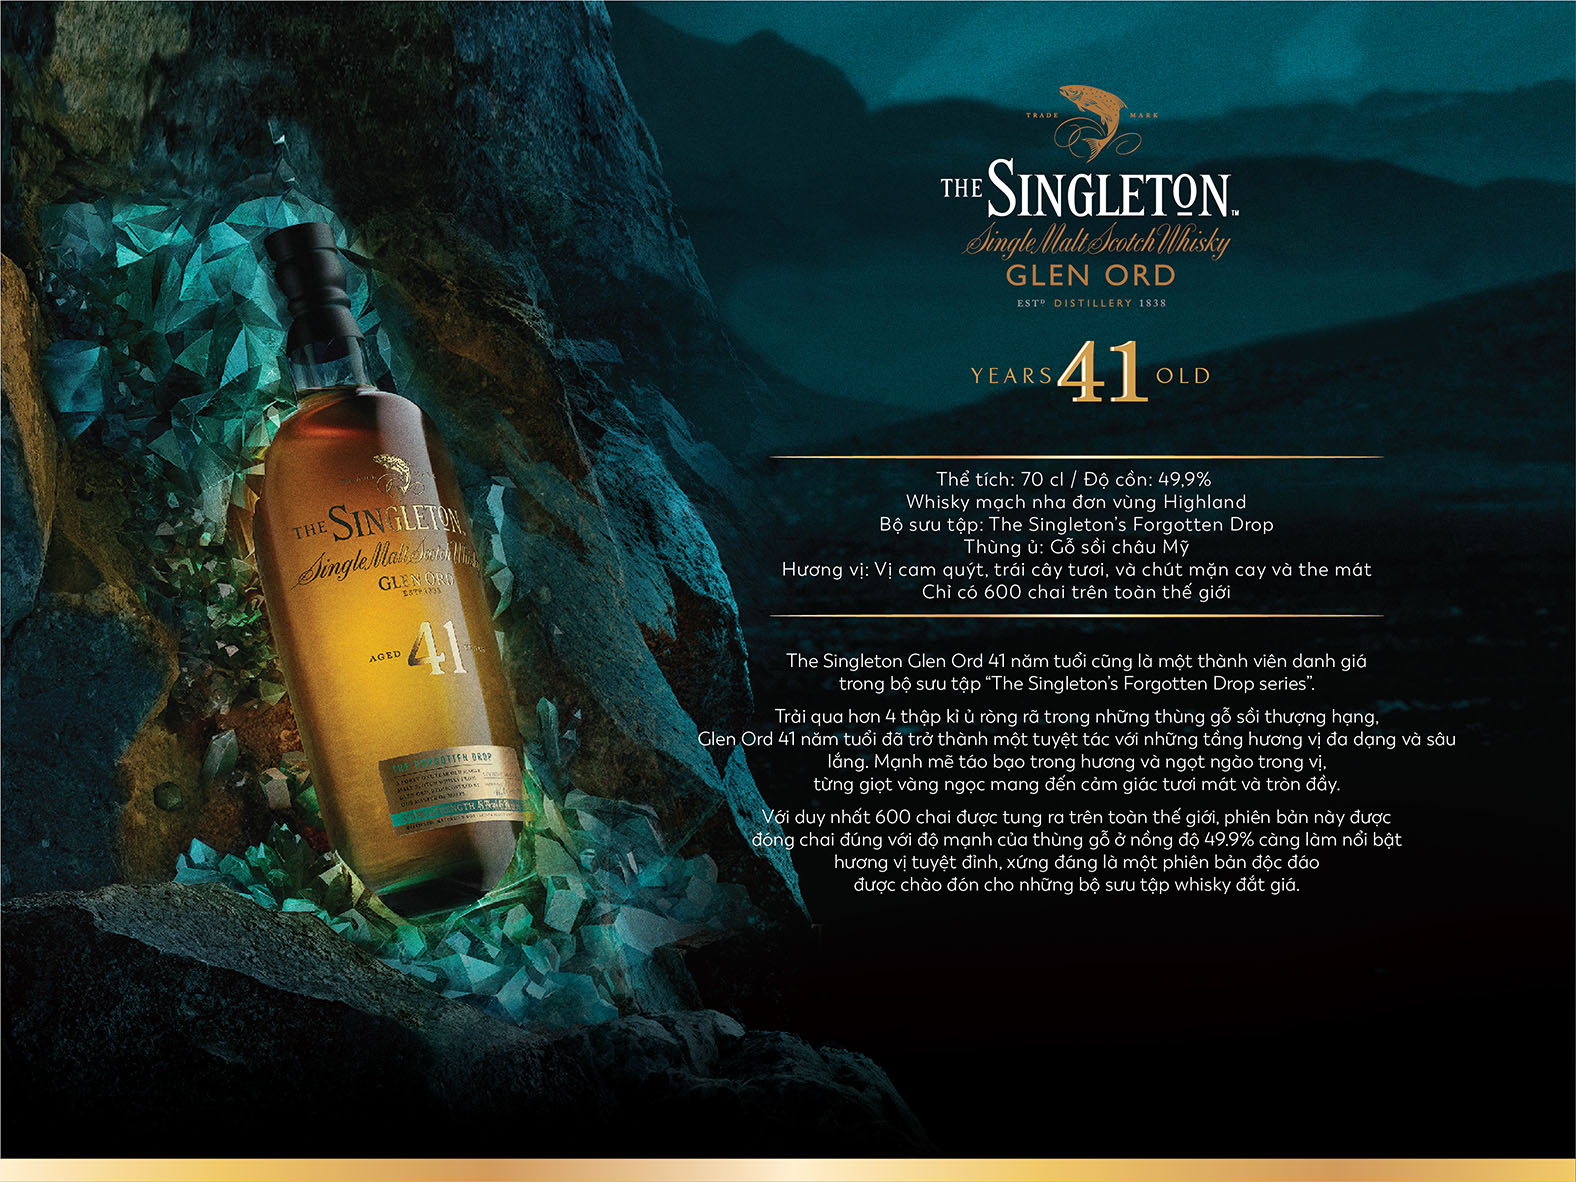 THE SINGLETON
Single Malt Scotch Whisky
GLEN ORD
ESTD 1838
AGED 41
THE FORGOTTEN DROP
TRADE MARK
THE SINGLETON™
Single Malt Scotch Whisky
GLEN ORD
ESTD DISTILLERY 1838
YEARS 41 OLD
Thể tích: 70 cl / Độ cồn: 49,9%
Whisky mạch nha đơn vùng Highland
Bộ sưu tập: The Singleton's Forgotten Drop
Thùng ủ: Gỗ sồi châu Mỹ
Hương vị: Vị cam quýt, trái cây tươi, và chút mặn cay và the mát
Chỉ có 600 chai trên toàn thế giới
The Singleton Glen Ord 41 năm tuổi cũng là một thành viên danh giá
trong bộ sưu tập “The Singleton's Forgotten Drop series”.
Trải qua hơn 4 thập kỉ ủ ròng rã trong những thùng gỗ sồi thượng hạng,
Glen Ord 41 năm tuổi đã trở thành một tuyệt tác với những tầng hương vị đa dạng và sâu
lắng. Mạnh mẽ táo bạo trong hương và ngọt ngào trong vị,
từng giọt vàng ngọc mang đến cảm giác tươi mát và tròn đầy.
Với duy nhất 600 chai được tung ra trên toàn thế giới, phiên bản này được
đóng chai đúng với độ mạnh của thùng gỗ ở nồng độ 49.9% càng làm nổi bật
hương vị tuyệt đỉnh, xứng đáng là một phiên bản độc đáo
được chào đón cho những bộ sưu tập whisky đắt giá.